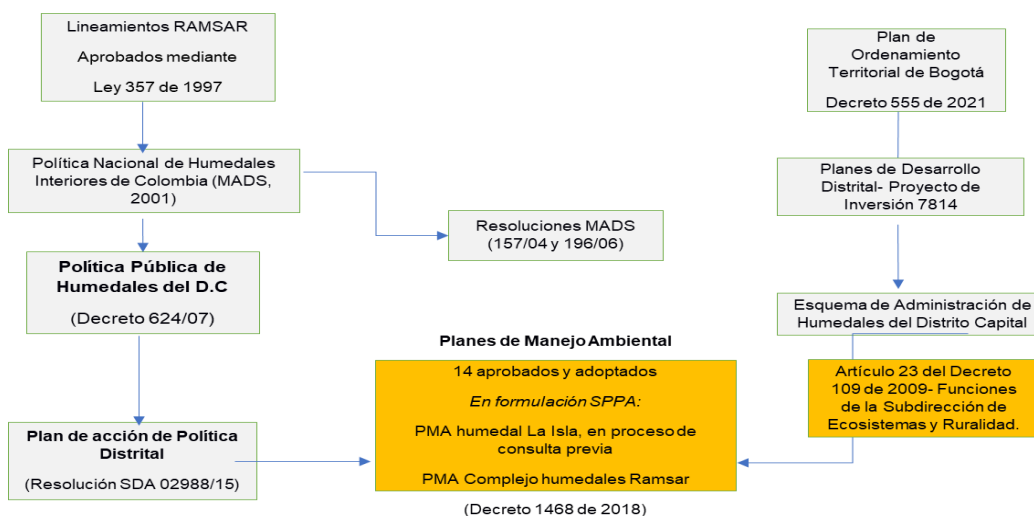 Lineamientos RAMSAR
Aprobados mediante
Ley 357 de 1997
Política Nacional de Humedales
Interiores de Colombia (MADS,
2001)
Resoluciones MADS
(157/04 y 196/06)
Política Pública de
Humedales del D.C
(Decreto 624/07)
Plan de acción de Política
Distrital
(Resolución SDA 02988/15)
Planes de Manejo Ambiental
14 aprobados y adoptados
En formulación SPPA:
PMA humedal La Isla, en proceso de
consulta previa
PMA Complejo humedales Ramsar
(Decreto 1468 de 2018)
Plan de
Ordenamiento
Territorial de Bogotá
Decreto 555 de 2021
Planes de Desarrollo
Distrital- Proyecto de
Inversión 7814
Esquema de Administración de
Humedales del Distrito Capital
Artículo 23 del Decreto
109 de 2009- Funciones
de la Subdirección de
Ecosistemas y Ruralidad.